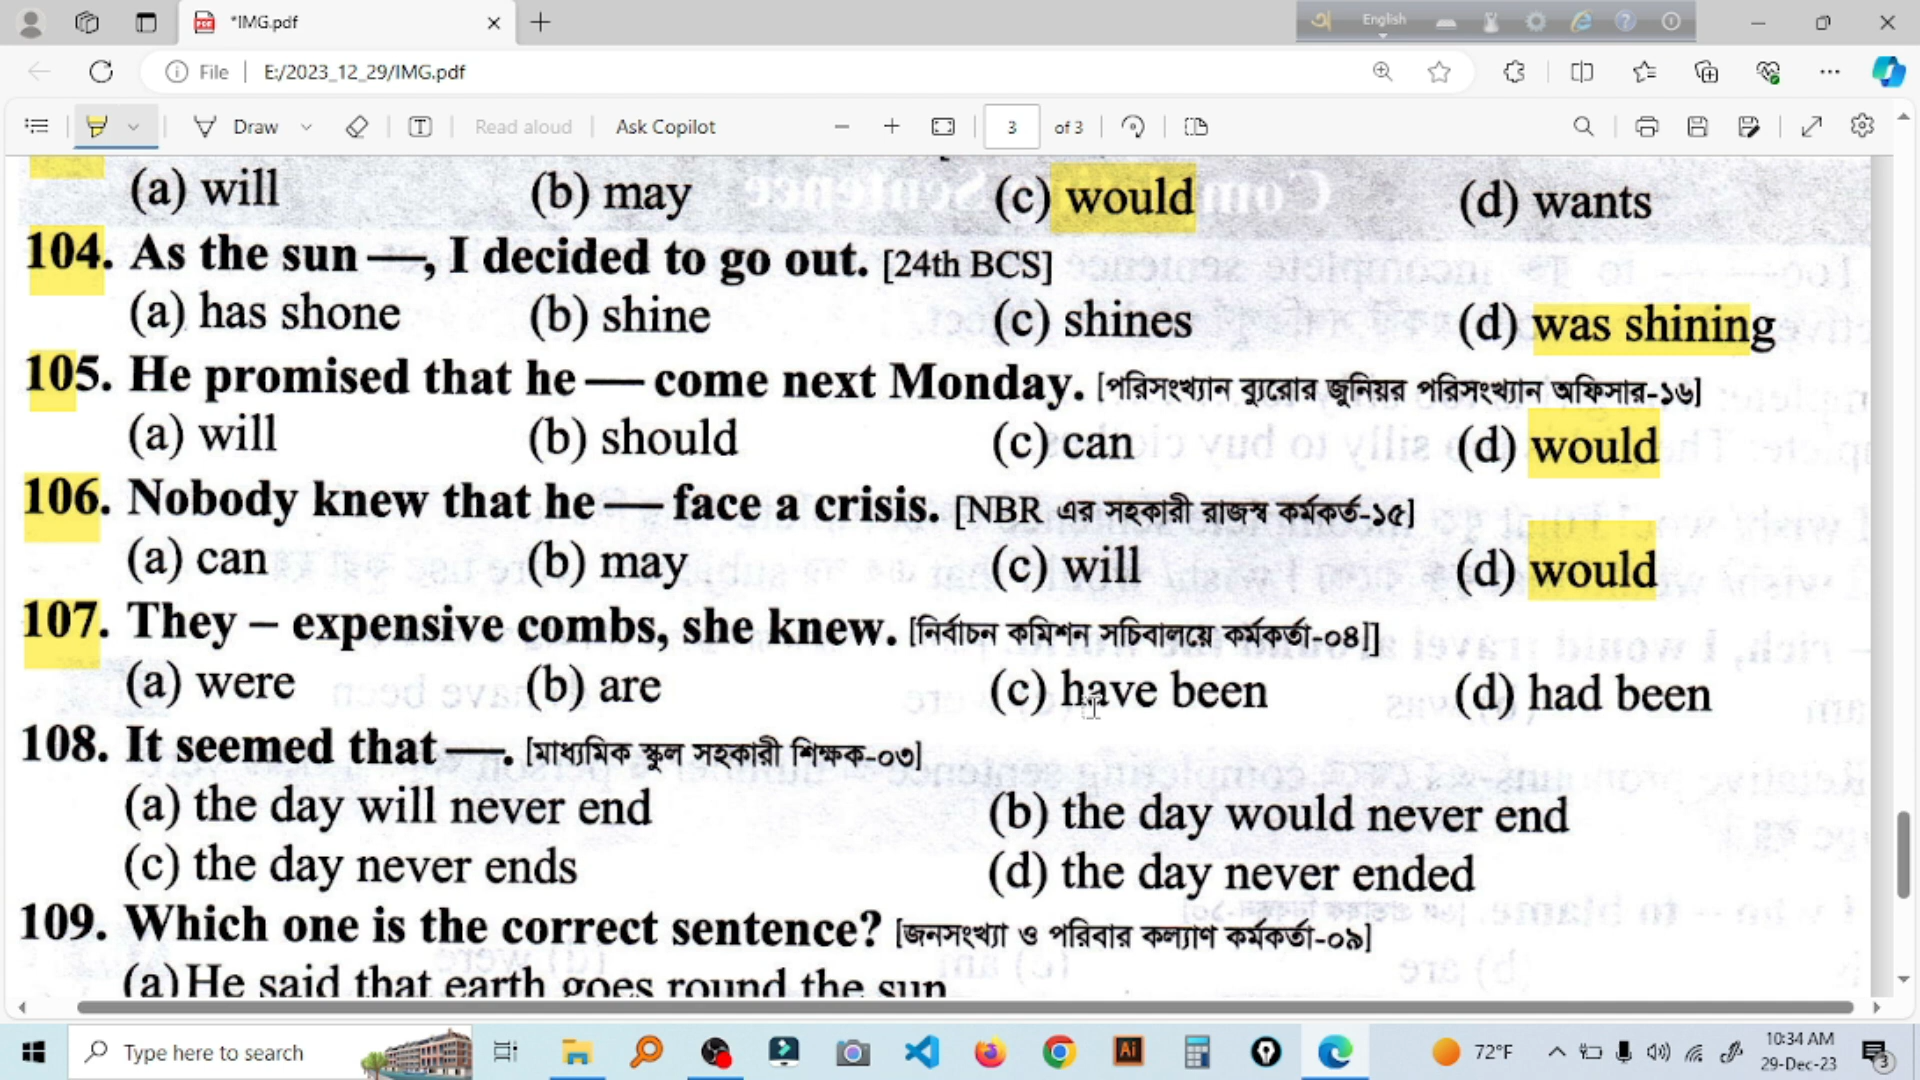 *IMG.pdf
English
File
E:/2023_12_29/IMG.pdf
Draw
Read aloud
Ask Copilot
3
of 3
(a) will (b) may (c) would (d) wants
104. As the sun —, I decided to go out. [24th BCS]
(a) has shone (b) shine (c) shines (d) was shining
105. He promised that he — come next Monday. [পরিসংখ্যান ব্যুরোর জুনিয়র পরিসংখ্যান অফিসার-১৬]
(a) will (b) should (c) can (d) would
106. Nobody knew that he — face a crisis. [NBR এর সহকারী রাজস্ব কর্মকর্ত-১৫]
(a) can (b) may (c) will (d) would
107. They – expensive combs, she knew. [নির্বাচন কমিশন সচিবালয়ে কর্মকর্তা-০৪]]
(a) were (b) are (c) have been (d) had been
108. It seemed that —. [মাধ্যমিক স্কুল সহকারী শিক্ষক-০৩]
(a) the day will never end (b) the day would never end
(c) the day never ends (d) the day never ended
109. Which one is the correct sentence? [জনসংখ্যা ও পরিবার কল্যাণ কর্মকর্তা-০৯]
(a) He said that earth goes round the sun
Type here to search
72°F
10:34 AM
29-Dec-23
3